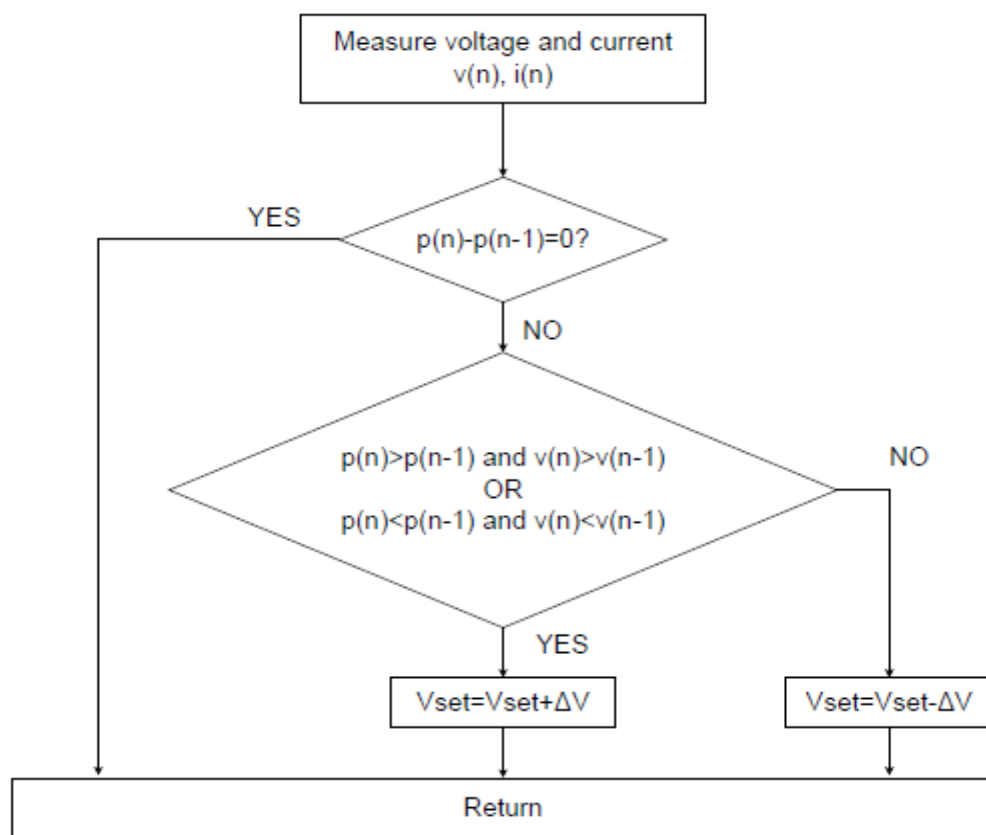 Measure voltage and current
v(n), i(n)
YES
p(n)-p(n-1)=0?
NO
p(n)>p(n-1) and v(n)>v(n-1)
OR
p(n)<p(n-1) and v(n)<v(n-1)
NO
YES
Vset=Vset+ΔV
Vset=Vset-ΔV
Return